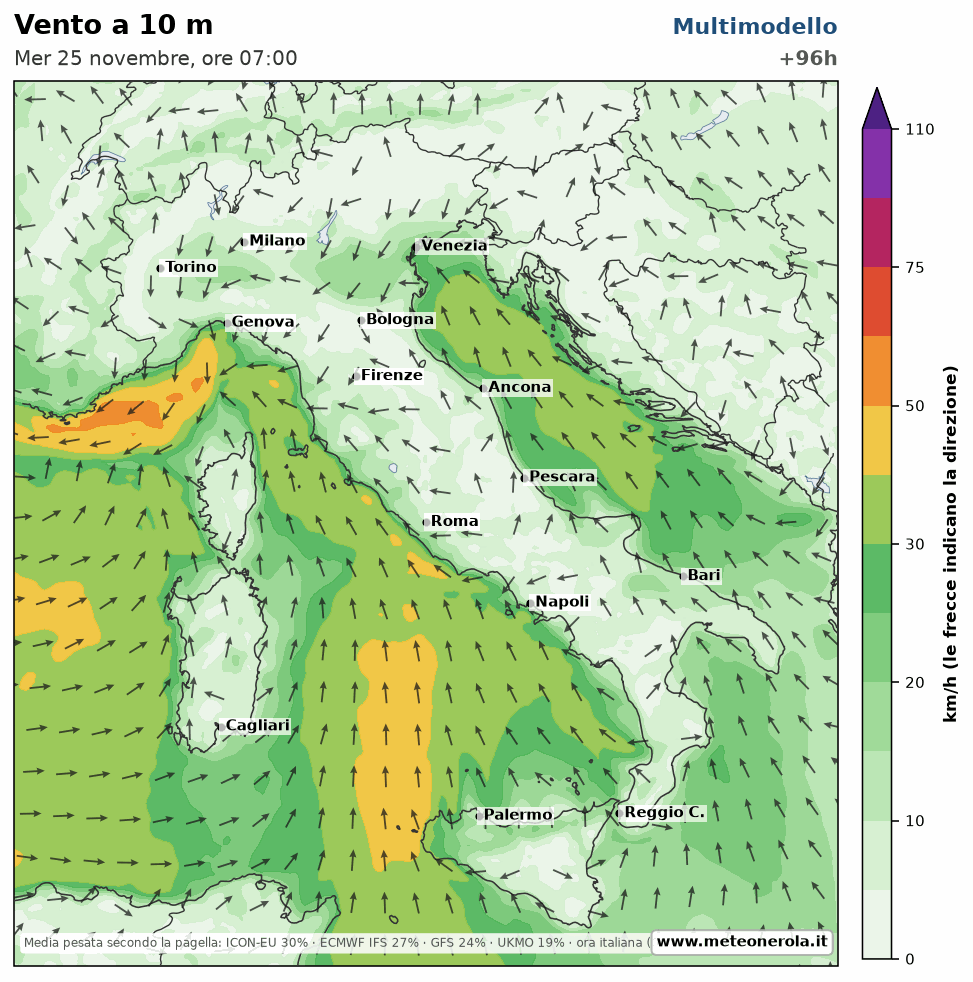 Vento a 10 m
Multimodello
Mer 25 novembre, ore 07:00
+96h
Milano
Venezia
Torino
Genova
Bologna
Firenze
Ancona
Pescara
Roma
Bari
Napoli
Cagliari
Palermo
Reggio C.
110
75
50
30
20
10
0
km/h (le frecce indicano la direzione)
Media pesata secondo la pagella: ICON-EU 30% · ECMWF IFS 27% · GFS 24% · UKMO 19% · ora italiana (
www.meteonerola.it